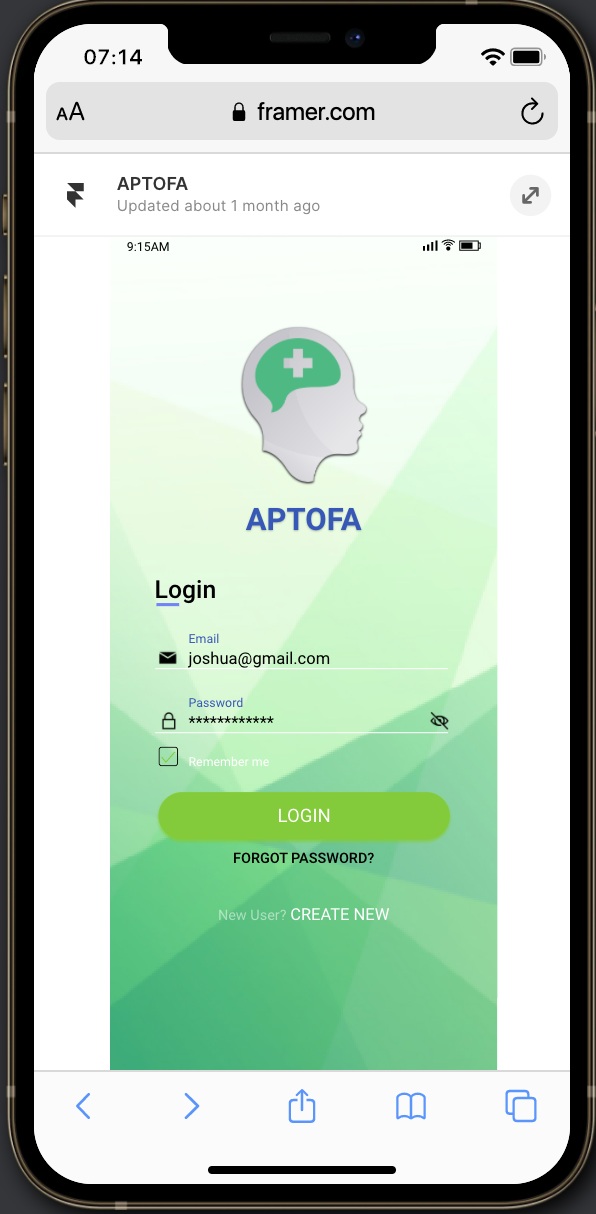 07:14
AA
framer.com
APTOFA
Updated about 1 month ago
9:15AM
APTOFA
Login
Email
joshua@gmail.com
Password
************
Remember me
LOGIN
FORGOT PASSWORD?
New User? CREATE NEW